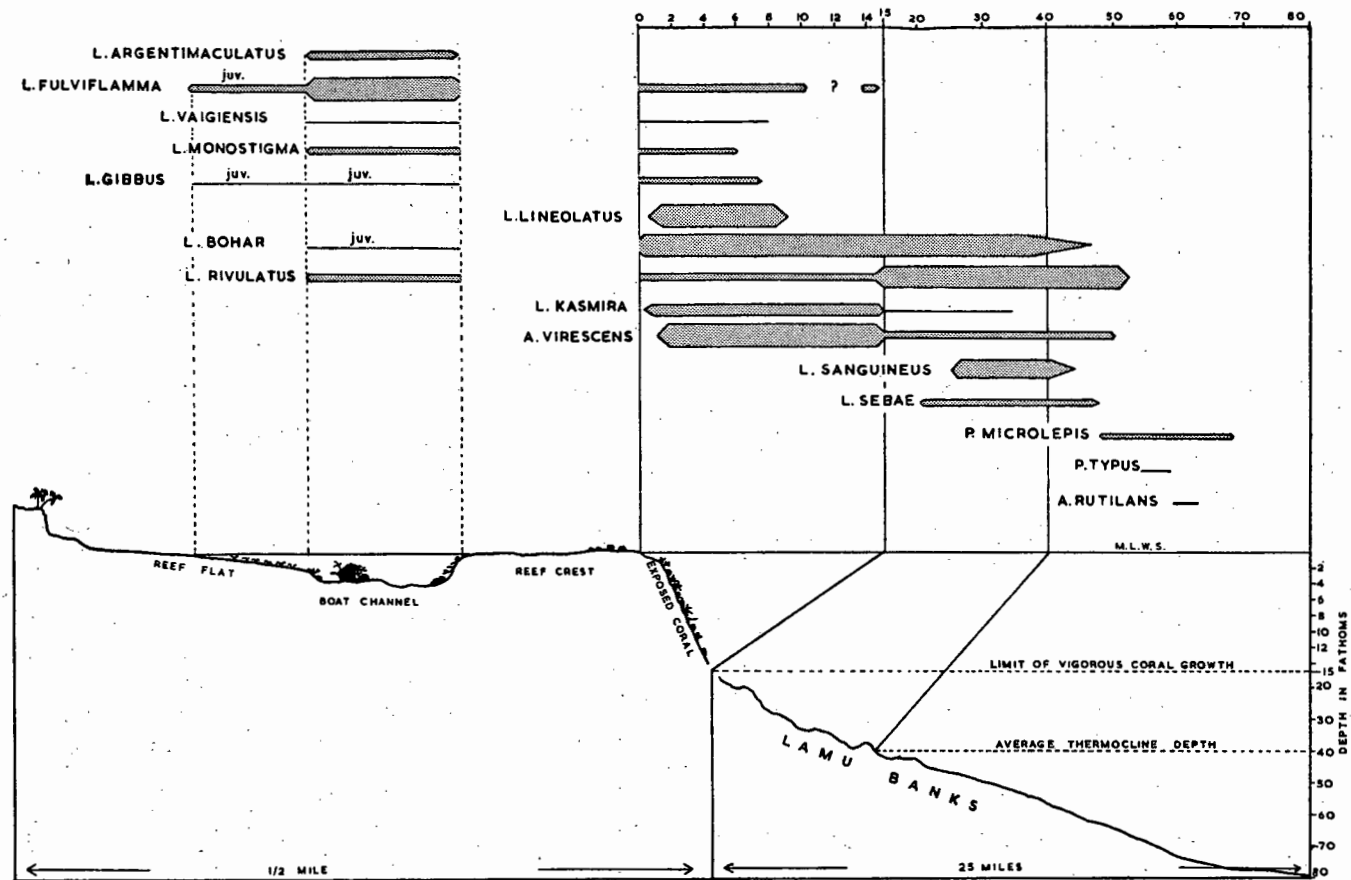 0 2 4 6 8 10 12 14 15 20 30 40 50 60 70 80
L.ARGENTIMACULATUS
juv.
L.FULVIFLAMMA ?
L.VAIGIENSIS
L.MONOSTIGMA
L.GIBBUS juv. juv.
L.LINEOLATUS
L. BOHAR juv.
L. RIVULATUS
L. KASMIRA
A.VIRESCENS
L. SANGUINEUS
L. SEBAE
P. MICROLEPIS
P.TYPUS
A.RUTILANS
M.L.W.S.
REEF FLAT
BOAT CHANNEL
REEF CREST
EXPOSED CORAL
LIMIT OF VIGOROUS CORAL GROWTH
AVERAGE THERMOCLINE DEPTH
LAMU BANKS
2
4
6
8
10
12
15
20
30
40
50
60
70
80
DEPTH IN FATHOMS
1/2 MILE
25 MILES